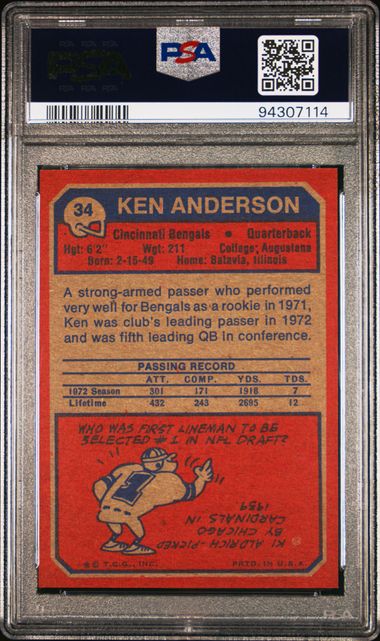 PSA
PSA
94307114
34 KEN ANDERSON
Cincinnati Bengals • Quarterback
Hgt: 6'2" Wgt: 211 College: Augustana
Born: 2-15-49 Home: Batavia, Illinois
A strong-armed passer who performed
very well for Bengals as a rookie in 1971,
Ken was club's leading passer in 1972
and was fifth leading QB in conference.
PASSING RECORD
ATT. COMP. YDS. TDS.
1972 Season 301 171 1918 7
Lifetime 432 243 2695 12
WHO WAS FIRST LINEMAN TO BE
SELECTED #1 IN NFL DRAFT?
KI ALDRICH-PICKED
BY CHICAGO
CARDINALS IN
1939
© T.C.G., INC. PRTD. IN U.S.A.